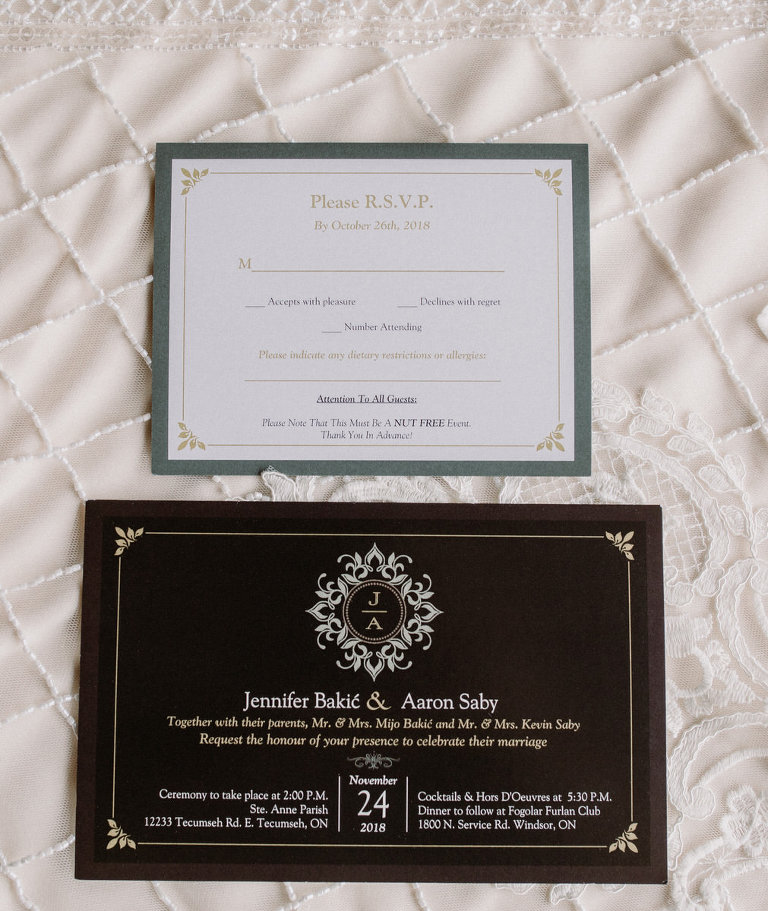 Please R.S.V.P.
By October 26th, 2018
M
Accepts with pleasure
Declines with regret
Number Attending
Please indicate any dietary restrictions or allergies:
Attention To All Guests:
Please Note That This Must Be A NUT FREE Event.
Thank You In Advance!
J
A
Jennifer Bakić & Aaron Saby
Together with their parents, Mr. & Mrs. Mijo Bakić and Mr. & Mrs. Kevin Saby
Request the honour of your presence to celebrate their marriage
Ceremony to take place at 2:00 P.M.
Ste. Anne Parish
12233 Tecumseh Rd. E. Tecumseh, ON
November
24
2018
Cocktails & Hors D'Oeuvres at 5:30 P.M.
Dinner to follow at Fogolar Furlan Club
1800 N. Service Rd. Windsor, ON